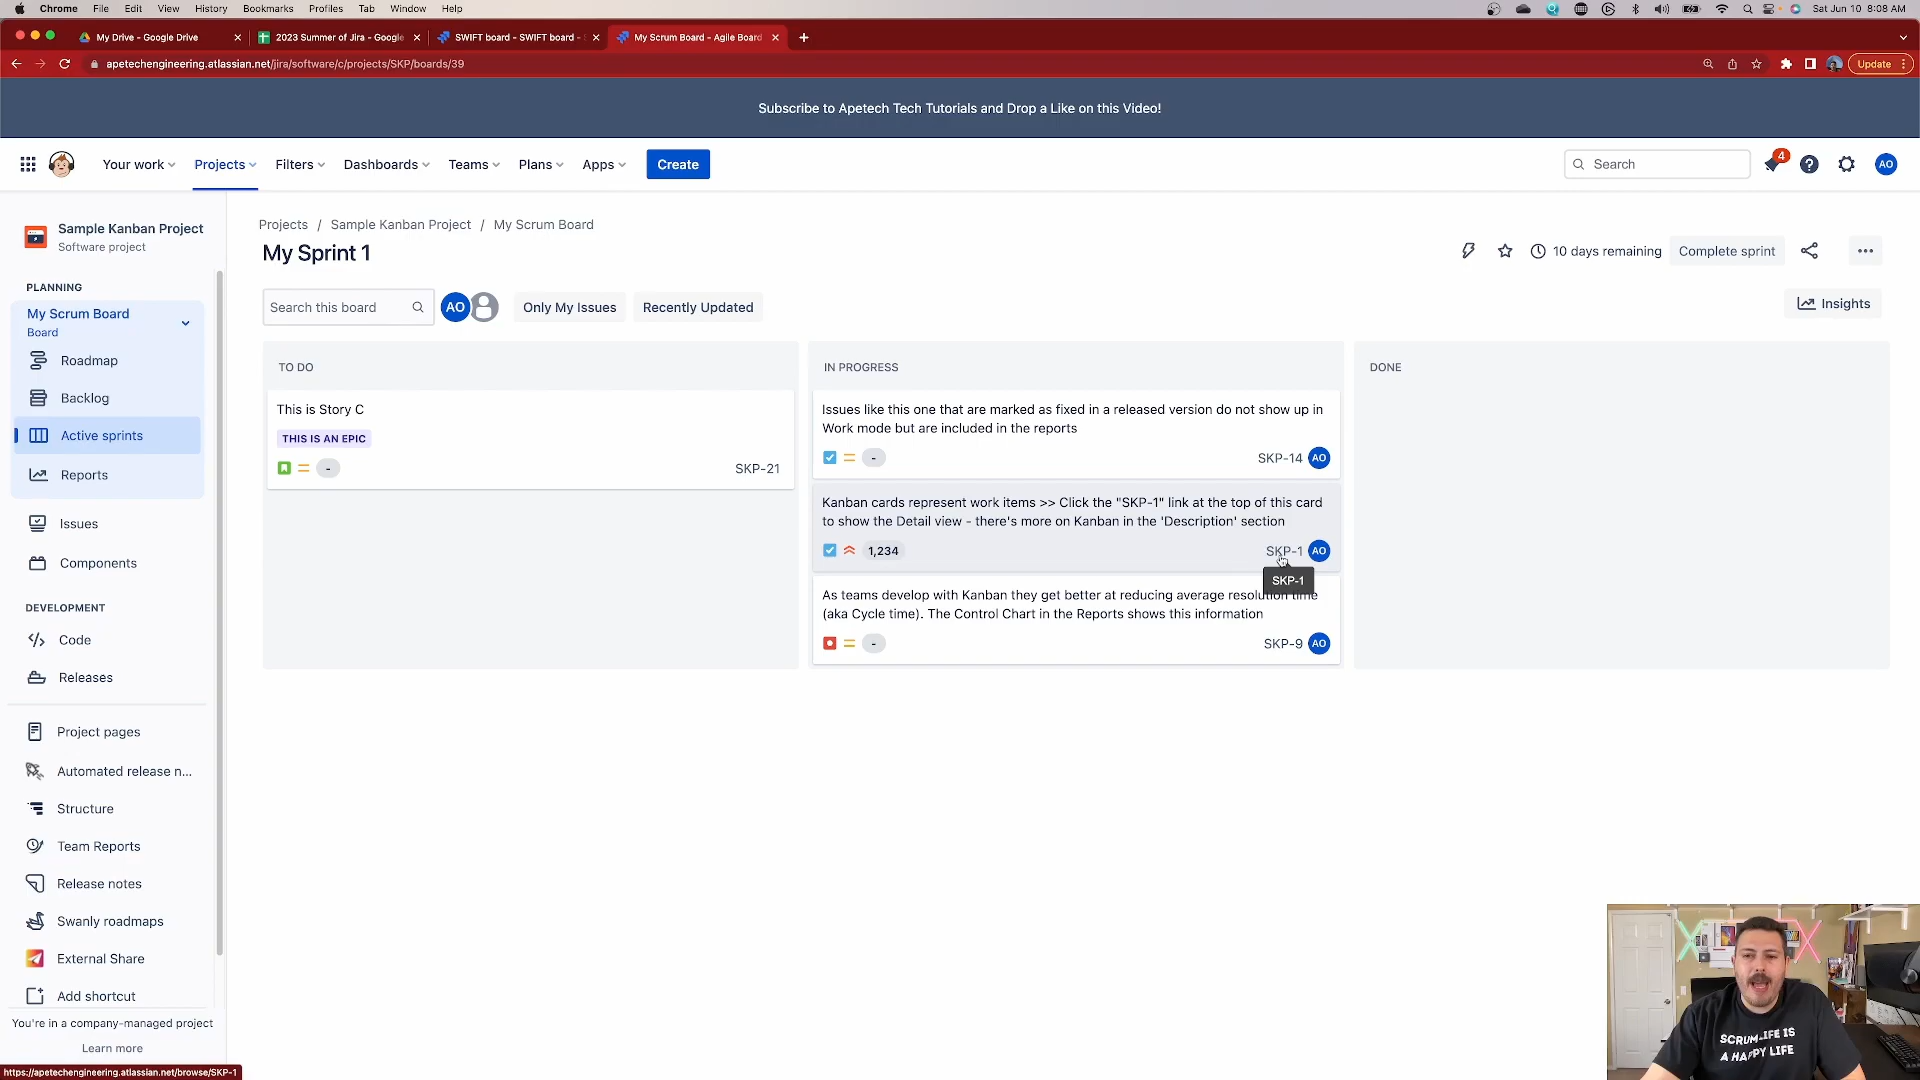 Chrome File Edit View History Bookmarks Profiles Tab Window Help
Sat Jun 10 8:08 AM
My Drive - Google Drive
2023 Summer of Jira - Google
SWIFT board - SWIFT board -
My Scrum Board - Agile Board
apetechengineering.atlassian.net/jira/software/c/projects/SKP/boards/39
Update
Subscribe to Apetech Tech Tutorials and Drop a Like on this Video!
Your work Projects Filters Dashboards Teams Plans Apps Create
Search
4
AO
Sample Kanban Project
Software project
PLANNING
My Scrum Board
Board
Roadmap
Backlog
Active sprints
Reports
Issues
Components
DEVELOPMENT
Code
Releases
Project pages
Automated release n...
Structure
Team Reports
Release notes
Swanly roadmaps
External Share
Add shortcut
You're in a company-managed project
Learn more
https://apetechengineering.atlassian.net/browse/SKP-1
Projects / Sample Kanban Project / My Scrum Board
My Sprint 1
10 days remaining
Complete sprint
Search this board
AO
Only My Issues
Recently Updated
Insights
TO DO
This is Story C
THIS IS AN EPIC
-
SKP-21
IN PROGRESS
Issues like this one that are marked as fixed in a released version do not show up in
Work mode but are included in the reports
-
SKP-14 AO
Kanban cards represent work items >> Click the "SKP-1" link at the top of this card
to show the Detail view - there's more on Kanban in the 'Description' section
1,234
SKP-1 AO
SKP-1
As teams develop with Kanban they get better at reducing average resolution time
(aka Cycle time). The Control Chart in the Reports shows this information
-
SKP-9 AO
DONE
SCRUM LIFE IS
A HAPPY LIFE